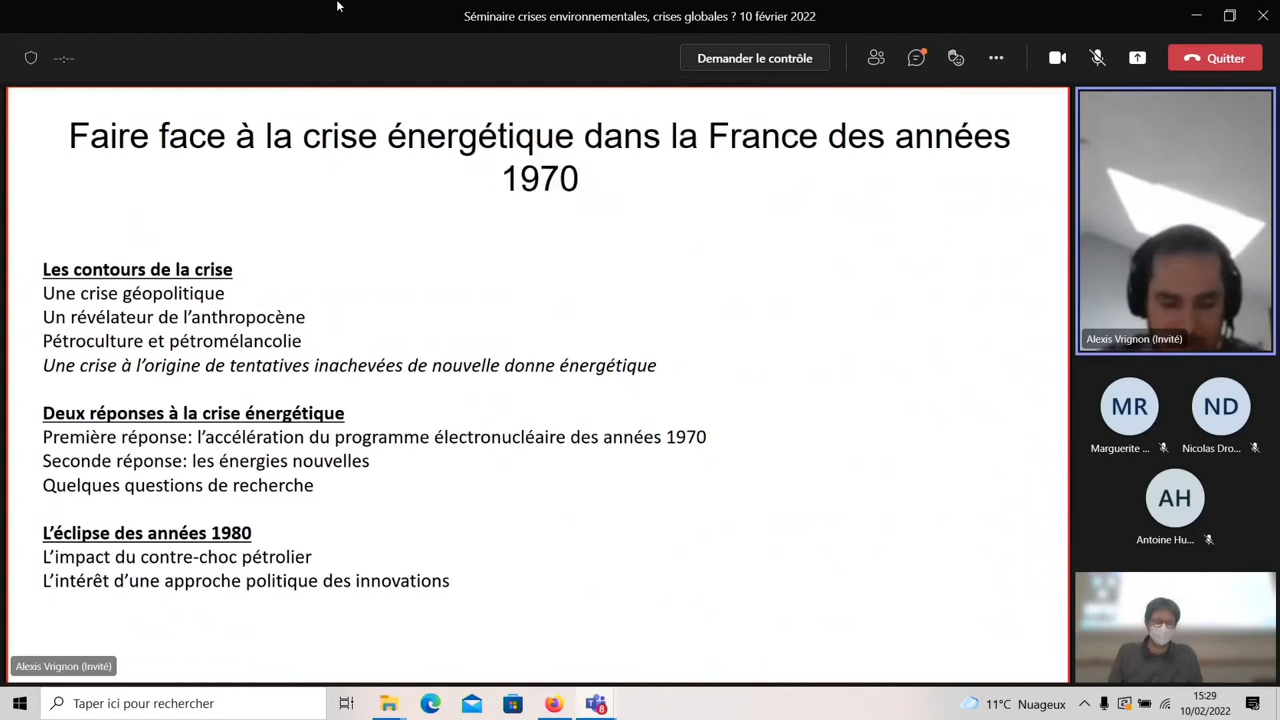 Séminaire crises environnementales, crises globales ? 10 février 2022
--:--
Demander le contrôle
Quitter
Faire face à la crise énergétique dans la France des années
1970
Les contours de la crise
Une crise géopolitique
Un révélateur de l'anthropocène
Pétroculture et pétromélancolie
Une crise à l'origine de tentatives inachevées de nouvelle donne énergétique
Deux réponses à la crise énergétique
Première réponse: l'accélération du programme électronucléaire des années 1970
Seconde réponse: les énergies nouvelles
Quelques questions de recherche
L'éclipse des années 1980
L'impact du contre-choc pétrolier
L'intérêt d'une approche politique des innovations
Alexis Vrignon (Invité)
Alexis Vrignon (Invité)
MR
ND
Marguerite ...
Nicolas Dro...
AH
Antoine Hu...
Taper ici pour rechercher
8
11°C Nuageux
15:29
10/02/2022